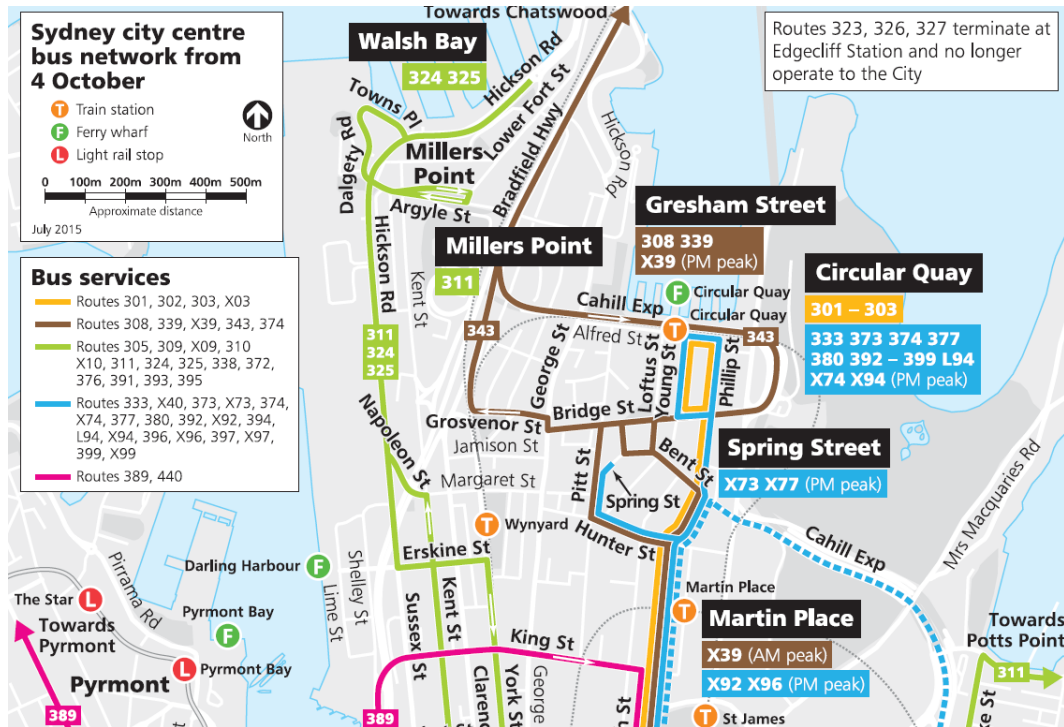 Sydney city centre
bus network from
4 October
T Train station
F Ferry wharf
L Light rail stop
North
0 100m 200m 300m 400m 500m
Approximate distance
July 2015
Bus services
Routes 301, 302, 303, X03
Routes 308, 339, X39, 343, 374
Routes 305, 309, X09, 310
X10, 311, 324, 325, 338, 372,
376, 391, 393, 395
Routes 333, X40, 373, X73, 374,
X74, 377, 380, 392, X92, 394,
L94, X94, 396, X96, 397, X97,
399, X99
Routes 389, 440
Towards Chatswood
Routes 323, 326, 327 terminate at
Edgecliff Station and no longer
operate to the City
Walsh Bay
324 325
Hickson Rd
Towns Pl
Lower Fort St
Bradfield Hwy
Hickson Rd
Dalgety Rd
Millers
Point
Argyle St
Hickson Rd
Kent St
Millers Point
311
Gresham Street
308 339
X39 (PM peak)
Circular Quay
301 – 303
333 373 374 377
380 392 – 399 L94
X74 X94 (PM peak)
F Circular Quay
Cahill Exp
T Circular Quay
Alfred St
343
343
311
324
325
George St
Loftus St
Young St
Phillip St
Bridge St
Grosvenor St
Jamison St
Napoleon St
Margaret St
Pitt St
Bent St
Spring St
Spring Street
X73 X77 (PM peak)
T Wynyard
Hunter St
Cahill Exp
Mrs Macquaries Rd
Erskine St
Darling Harbour F
Shelley St
Lime St
Pirrama Rd
The Star L
Towards
Pyrmont
Pyrmont Bay
F
L Pyrmont Bay
Pyrmont
389
389
Sussex St
Kent St
King St
York St
Claren
George
n St
Martin Place
T
Martin Place
X39 (AM peak)
X92 X96 (PM peak)
T St James
Towards
Potts Point
311
ke St